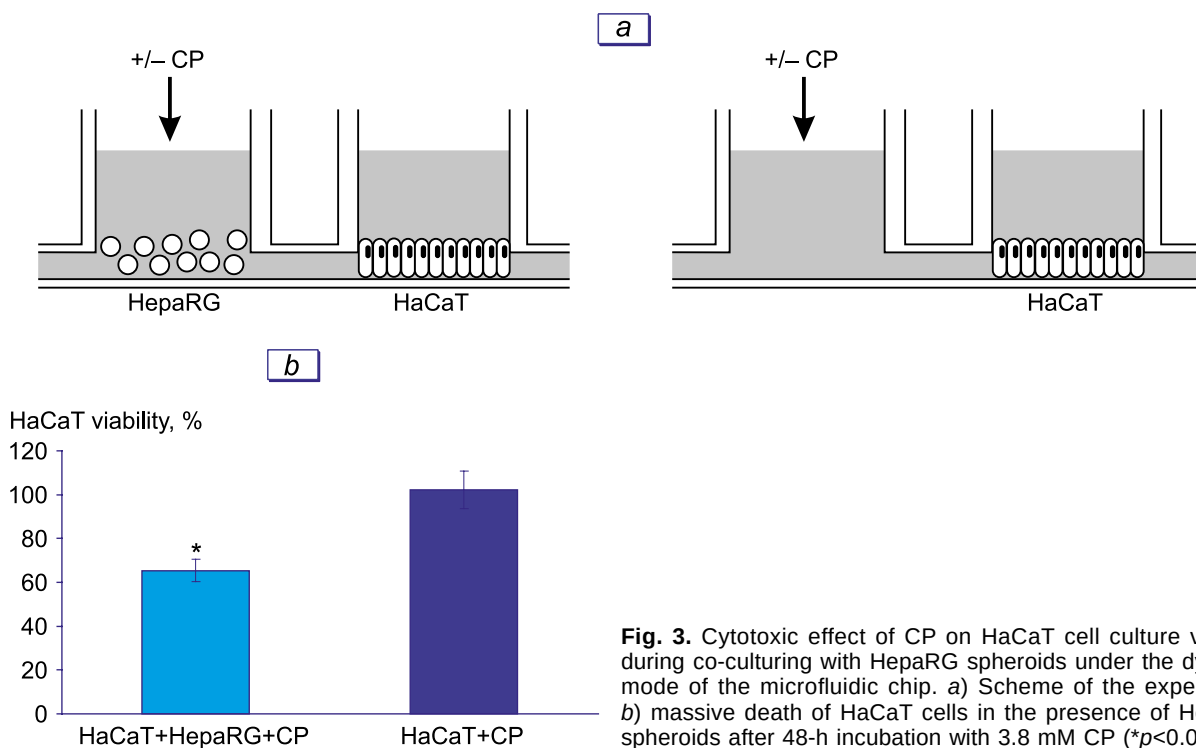 a
+/– CP
+/– CP
HepaRG
HaCaT
HaCaT
b
HaCaT viability, %
120
100
80
60
40
20
0
*
HaCaT+HepaRG+CP
HaCaT+CP
Fig. 3. Cytotoxic effect of CP on HaCaT cell culture
during co-culturing with HepaRG spheroids under the
mode of the microfluidic chip. a) Scheme of the
b) massive death of HaCaT cells in the presence of
spheroids after 48-h incubation with 3.8 mM CP (*p<0.0